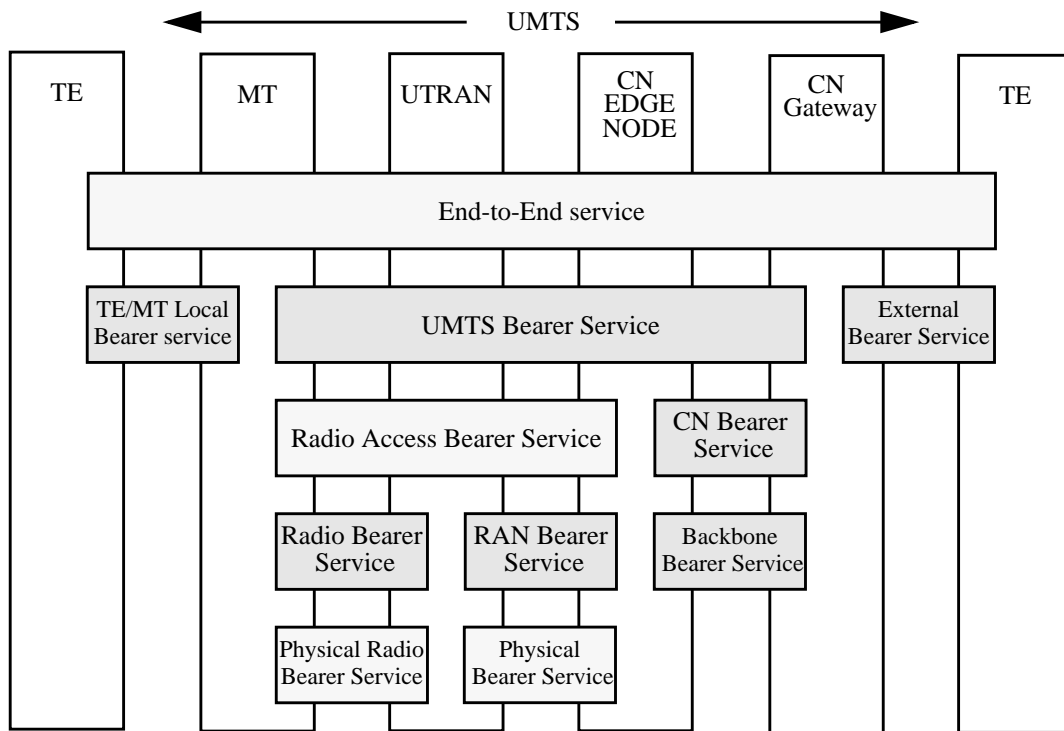 UMTS
TE
MT
UTRAN
CN
EDGE
NODE
CN
Gateway
TE
End-to-End service
TE/MT Local
Bearer service
UMTS Bearer Service
External
Bearer Service
Radio Access Bearer Service
CN Bearer
Service
Radio Bearer
Service
RAN Bearer
Service
Backbone
Bearer Service
Physical Radio
Bearer Service
Physical
Bearer Service